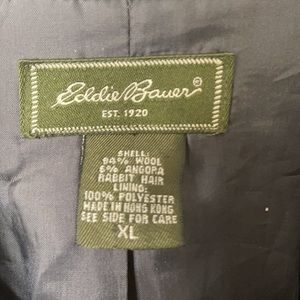 Eddie Bauer®
EST. 1920
SHELL:
94% WOOL
6% ANGORA
RABBIT HAIR
LINING:
100% POLYESTER
MADE IN HONG KONG
SEE SIDE FOR CARE
XL